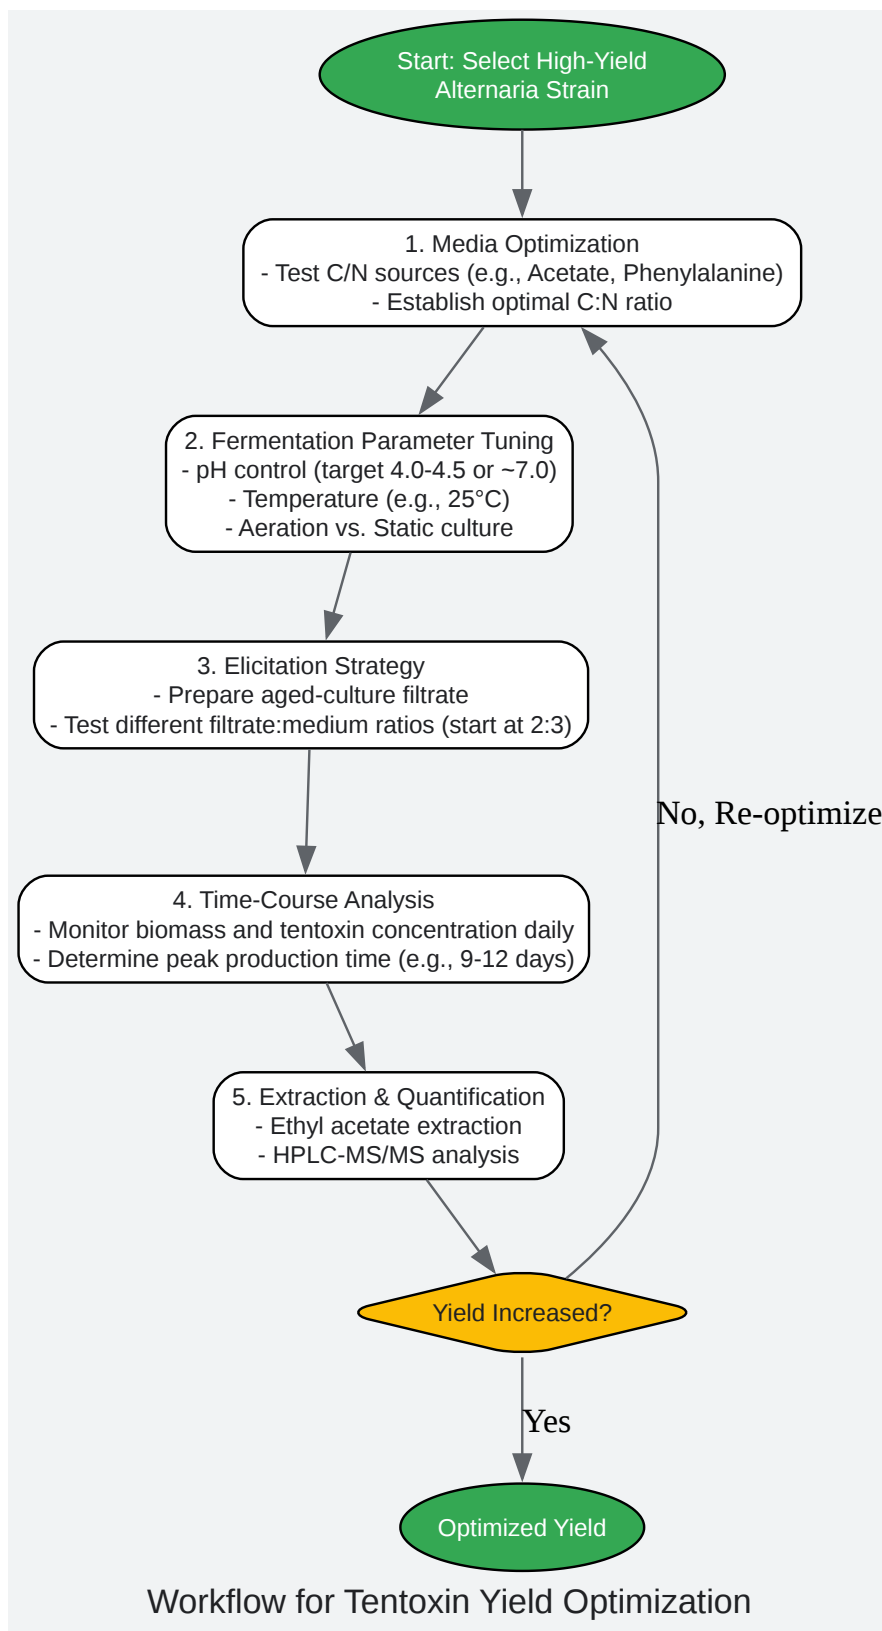 Start: Select High-Yield
Alternaria Strain
1. Media Optimization
- Test C/N sources (e.g., Acetate, Phenylalanine)
- Establish optimal C:N ratio
2. Fermentation Parameter Tuning
- pH control (target 4.0-4.5 or ~7.0)
- Temperature (e.g., 25°C)
- Aeration vs. Static culture
3. Elicitation Strategy
- Prepare aged-culture filtrate
- Test different filtrate:medium ratios (start at 2:3)
No, Re-optimize
4. Time-Course Analysis
- Monitor biomass and tentoxin concentration daily
- Determine peak production time (e.g., 9-12 days)
5. Extraction & Quantification
- Ethyl acetate extraction
- HPLC-MS/MS analysis
Yield Increased?
Yes
Optimized Yield
Workflow for Tentoxin Yield Optimization